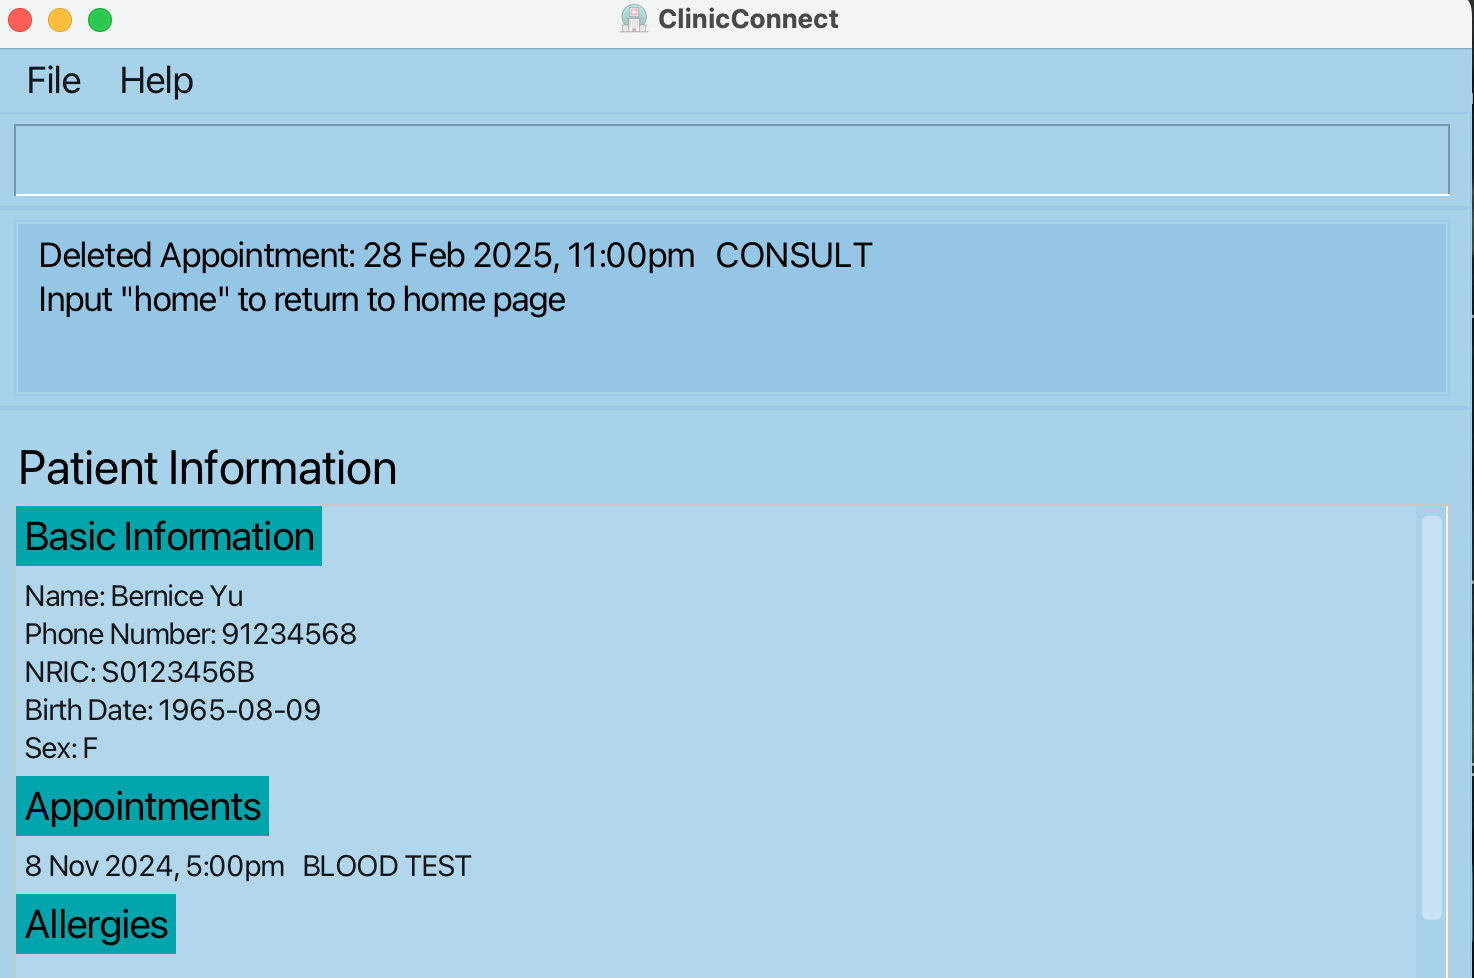 ClinicConnect
File Help
Deleted Appointment: 28 Feb 2025, 11:00pm CONSULT
Input "home" to return to home page
Patient Information
Basic Information
Name: Bernice Yu
Phone Number: 91234568
NRIC: S0123456B
Birth Date: 1965-08-09
Sex: F
Appointments
8 Nov 2024, 5:00pm BLOOD TEST
Allergies